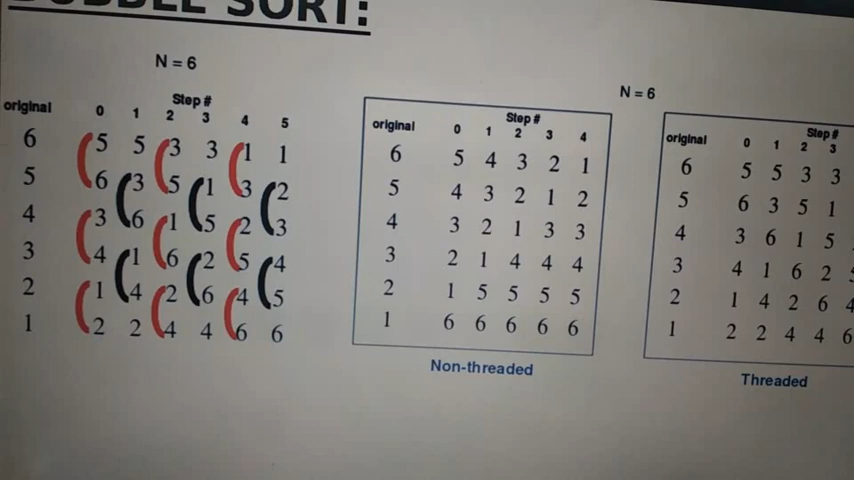 SORT:
N = 6
Step #
original 0 1 2 3 4 5
6 5 5 3 3 1 1
5 6 3 5 1 3 2
4 3 6 1 5 2 3
3 4 1 6 2 5 4
2 1 4 2 6 4 5
1 2 2 4 4 6 6
N = 6
Step #
original 0 1 2 3 4
6 5 4 3 2 1
5 4 3 2 1 2
4 3 2 1 3 3
3 2 1 4 4 4
2 1 5 5 5 5
1 6 6 6 6 6
Non-threaded
Step #
original 0 1 2 3
6 5 5 3 3
5 6 3 5 1
4 3 6 1 5
3 4 1 6 2
2 1 4 2 6 4
1 2 2 4 4 6
Threaded